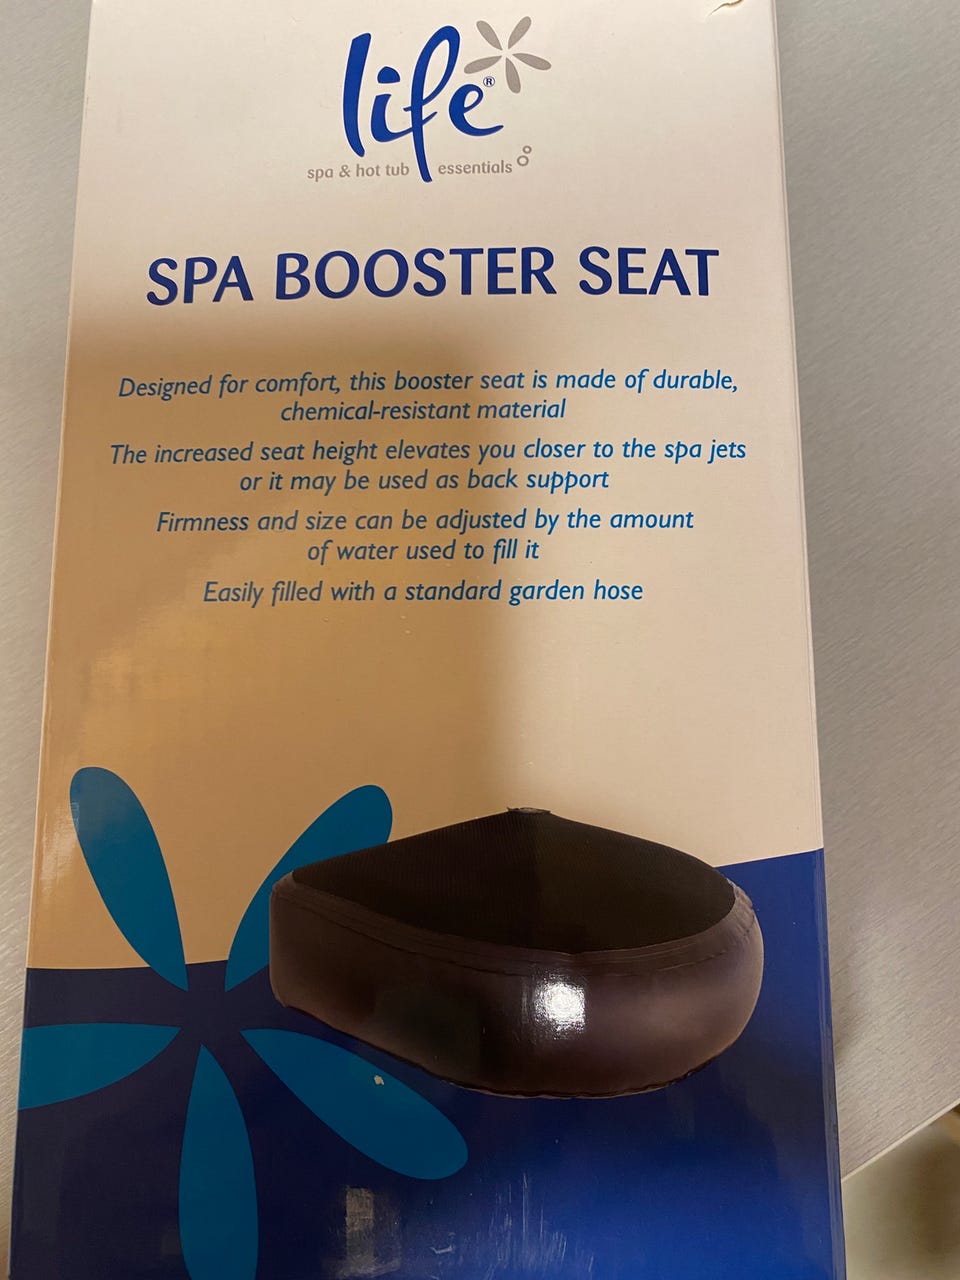 life®
spa & hot tub essentials
SPA BOOSTER SEAT
Designed for comfort, this booster seat is made of durable,
chemical-resistant material
The increased seat height elevates you closer to the spa jets
or it may be used as back support
Firmness and size can be adjusted by the amount
of water used to fill it
Easily filled with a standard garden hose